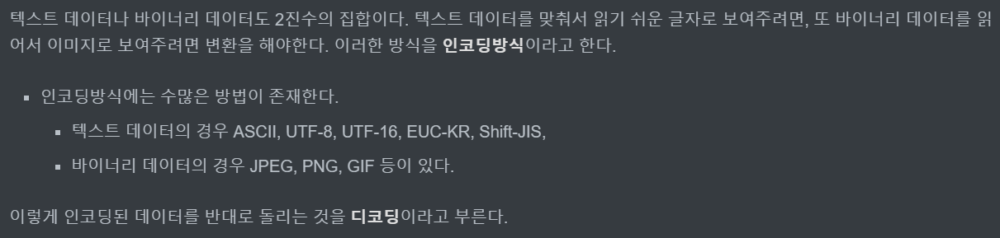 텍스트 데이터나 바이너리 데이터도 2진수의 집합이다. 텍스트 데이터를 맞춰서 읽기 쉬운 글자로 보여주려면, 또 바이너리 데이터를 읽
어서 이미지로 보여주려면 변환을 해야한다. 이러한 방식을 인코딩방식이라고 한다.
▪ 인코딩방식에는 수많은 방법이 존재한다.
▪ 텍스트 데이터의 경우 ASCII, UTF-8, UTF-16, EUC-KR, Shift-JIS,
▪ 바이너리 데이터의 경우 JPEG, PNG, GIF 등이 있다.
이렇게 인코딩된 데이터를 반대로 돌리는 것을 디코딩이라고 부른다.